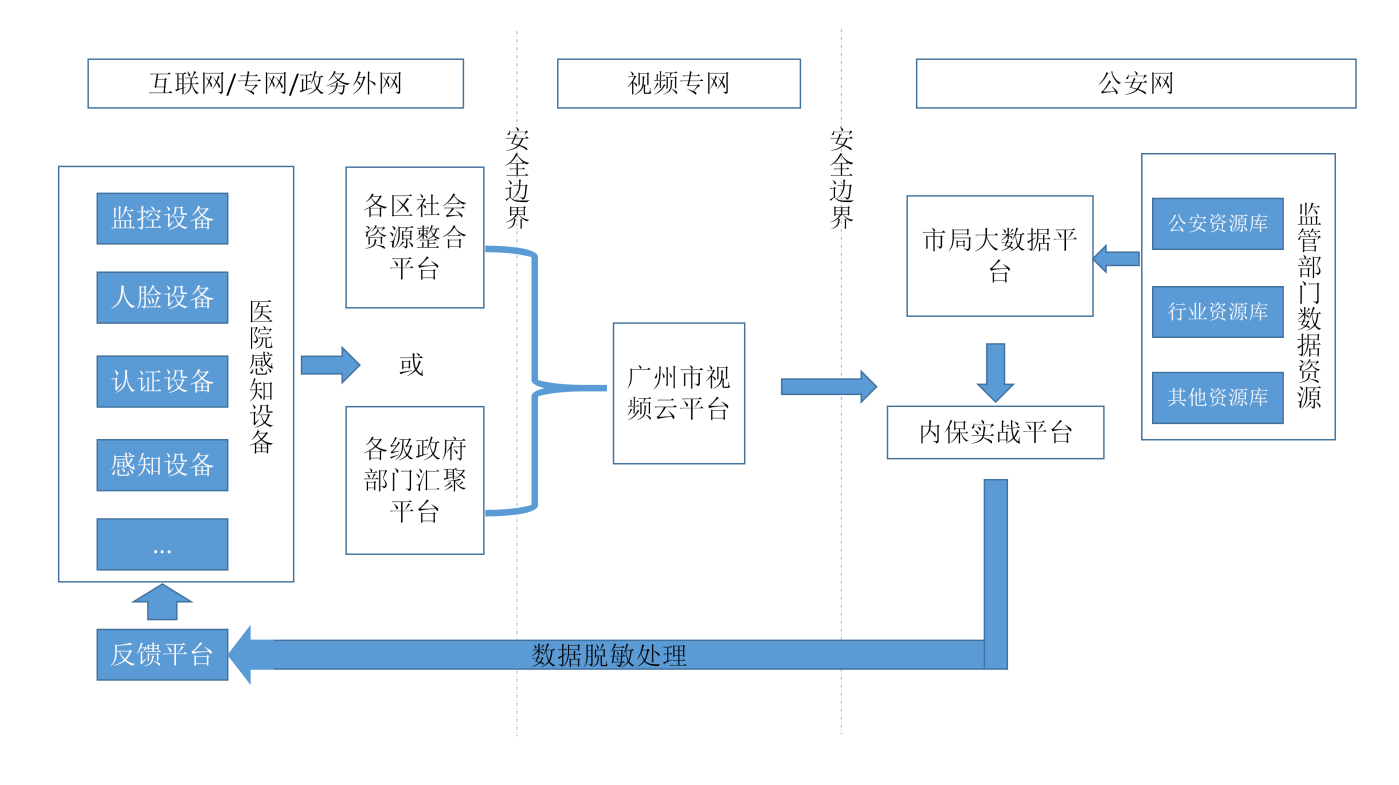 互联网/专网/政务外网
视频专网
公安网
安全边界
安全边界
监控设备
人脸设备
认证设备
感知设备
...
医院感知设备
各区社会
资源整合
平台
或
各级政府
部门汇聚
平台
广州市视
频云平台
市局大数据平
台
内保实战平台
公安资源库
行业资源库
其他资源库
监管部门数据资源
反馈平台
数据脱敏处理